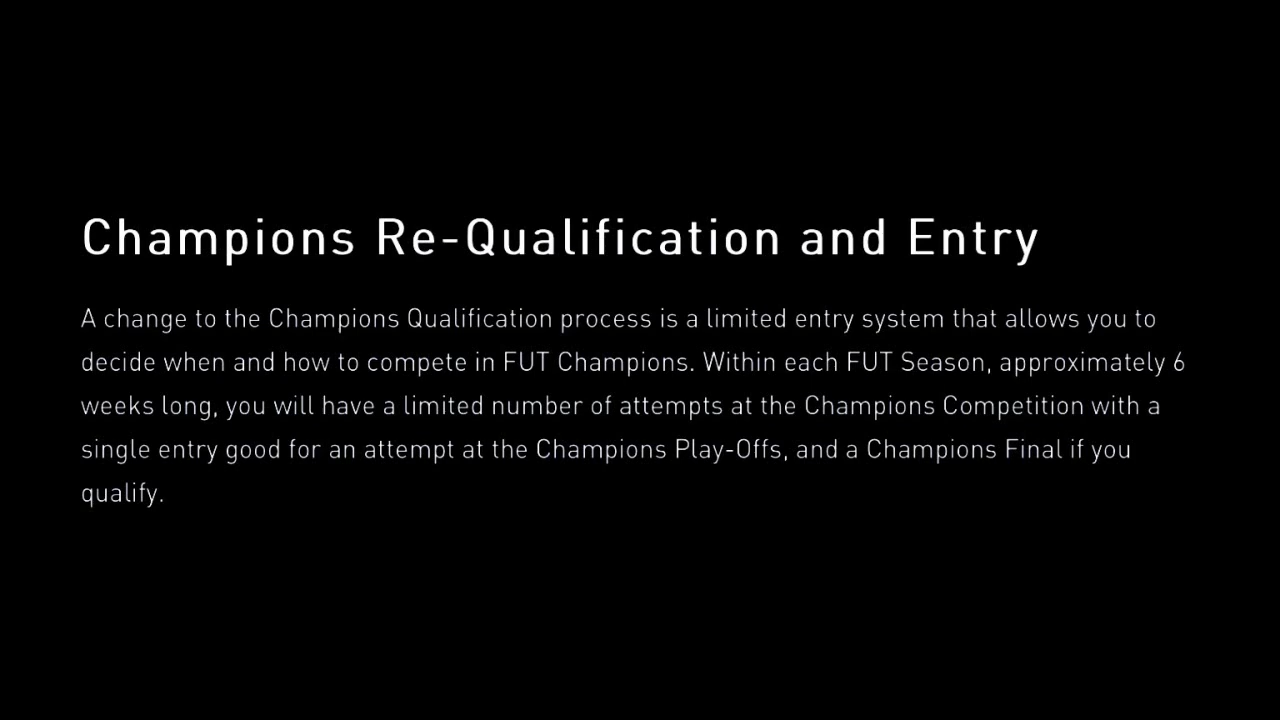 Champions Re-Qualification and Entry
A change to the Champions Qualification process is a limited entry system that allows you to
decide when and how to compete in FUT Champions. Within each FUT Season, approximately 6
weeks long, you will have a limited number of attempts at the Champions Competition with a
single entry good for an attempt at the Champions Play-Offs, and a Champions Final if you
qualify.